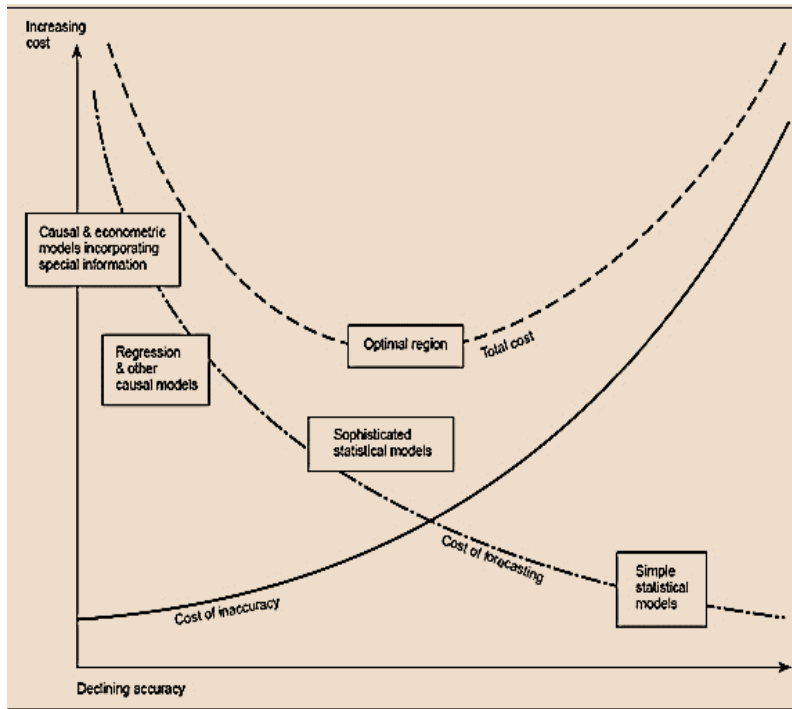 Increasing
cost
Causal & econometric
models incorporating
special information
Optimal region
Total cost
Regression
& other
causal models
Sophisticated
statistical models
Cost of forecasting
Simple
statistical
models
Cost of inaccuracy
Declining accuracy